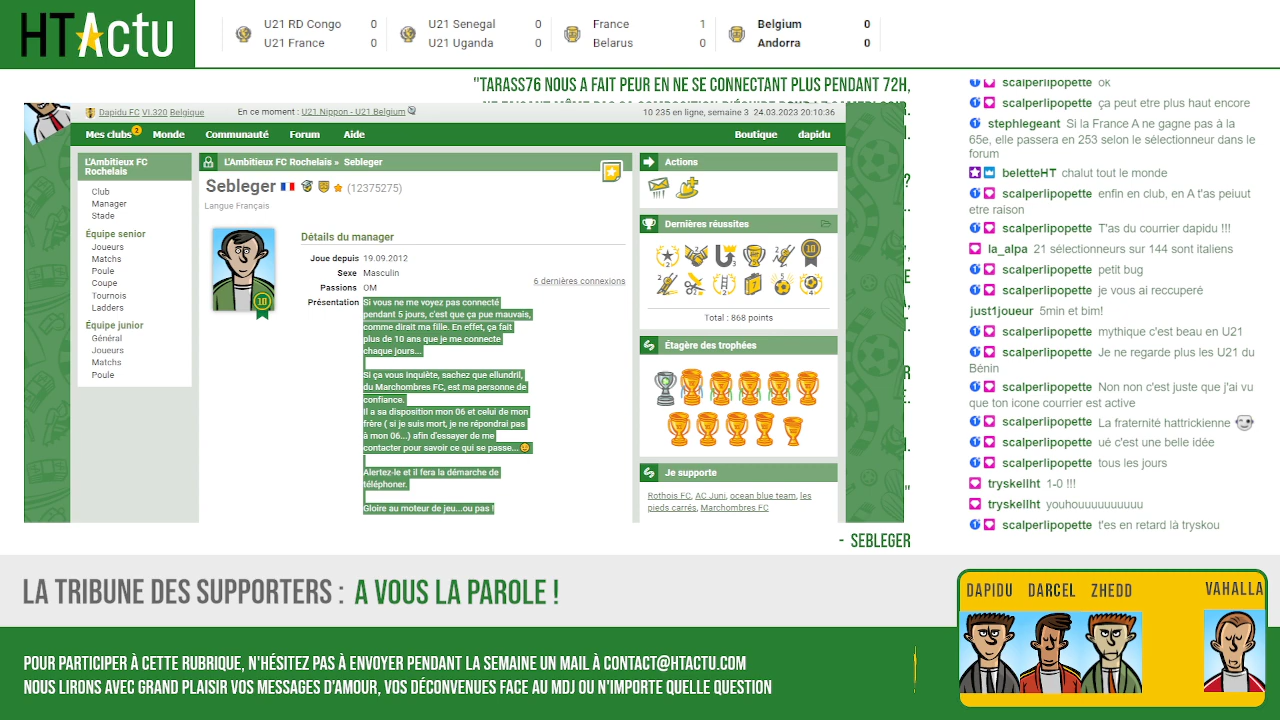 HT Actu
U21 RD Congo 0
U21 France 0
U21 Senegal 0
U21 Uganda 0
France 1
Belarus 0
Belgium 0
Andorra 0
"TARASS76 NOUS A FAIT PEUR EN NE SE CONNECTANT PLUS PENDANT 72H,
Dapidu FC VI.320 Belgique
En ce moment : U21 Nippon - U21 Belgium
10 235 en ligne, semaine 3 24.03.2023 20:10:36
Mes clubs 2 Monde Communauté Forum Aide Boutique dapidu
L'Ambitieux FC
Rochelais
Club
Manager
Stade
Équipe senior
Joueurs
Matchs
Poule
Coupe
Tournois
Ladders
Équipe junior
Général
Joueurs
Matchs
Poule
L'Ambitieux FC Rochelais » Sebleger
Sebleger (12375275)
Langue Français
10
Détails du manager
Joue depuis 19.09.2012
Sexe Masculin
Passions OM
6 dernières connexions
Présentation Si vous ne me voyez pas connecté
pendant 5 jours, c'est que ça pue mauvais,
comme dirait ma fille. En effet, ça fait
plus de 10 ans que je me connecte
chaque jours...
Si ça vous inquiète, sachez que ellundril,
du Marchombres FC, est ma personne de
confiance.
Il a sa disposition mon 06 et celui de mon
frère ( si je suis mort, je ne répondrai pas
à mon 06...) afin d'essayer de me
contacter pour savoir ce qui se passe...
Alertez-le et il fera la démarche de
téléphoner.
Gloire au moteur de jeu...ou pas !
Actions
Dernières réussites
Total : 868 points
Étagère des trophées
Je supporte
Rothois FC, AC Juni, ocean blue team, les
pieds carrés, Marchombres FC
- SEBLEGER
scalperlipopette ok
scalperlipopette ça peut etre plus haut encore
stephlegeant Si la France A ne gagne pas à la
65e, elle passera en 253 selon le sélectionneur dans le
forum
beletteHT chalut tout le monde
scalperlipopette enfin en club, en A t'as peiuut
etre raison
scalperlipopette T'as du courrier dapidu !!!
la_alpa 21 sélectionneurs sur 144 sont italiens
scalperlipopette petit bug
scalperlipopette je vous ai reccuperé
just1joueur 5min et bim!
scalperlipopette mythique c'est beau en U21
scalperlipopette Je ne regarde plus les U21 du
Bénin
scalperlipopette Non non c'est juste que j'ai vu
que ton icone courrier est active
scalperlipopette La fraternité hattrickienne
scalperlipopette ué c'est une belle idée
scalperlipopette tous les jours
tryskellht 1-0 !!!
tryskellht youhouuuuuuuuuu
scalperlipopette t'es en retard là tryskou
LA TRIBUNE DES SUPPORTERS : A VOUS LA PAROLE !
POUR PARTICIPER À CETTE RUBRIQUE, N'HÉSITEZ PAS À ENVOYER PENDANT LA SEMAINE UN MAIL À CONTACT@HTACTU.COM
NOUS LIRONS AVEC GRAND PLAISIR VOS MESSAGES D'AMOUR, VOS DÉCONVENUES FACE AU MDJ OU N'IMPORTE QUELLE QUESTION
DAPIDU DARCEL ZHEDD VAHALLA